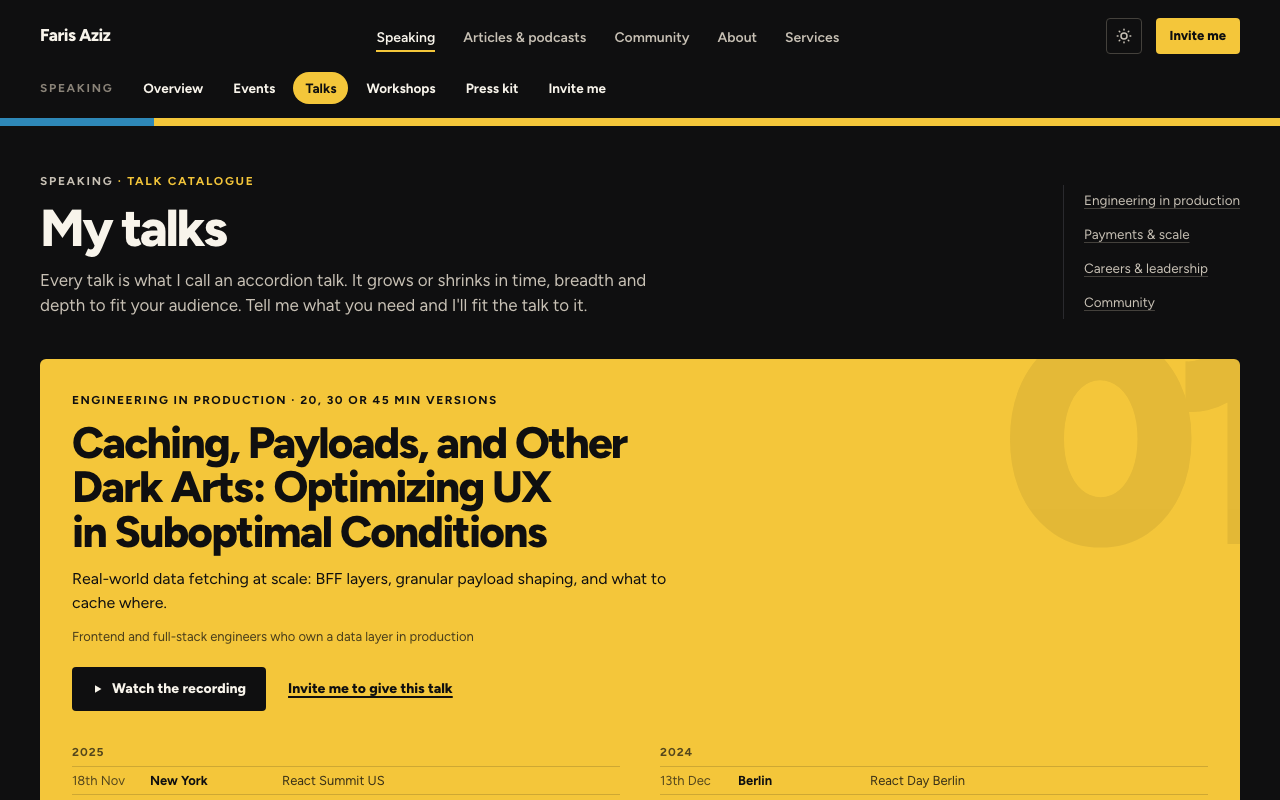 Faris Aziz
Speaking
Articles & podcasts
Community
About
Services
Invite me
SPEAKING
Overview
Events
Talks
Workshops
Press kit
Invite me
SPEAKING · TALK CATALOGUE
My talks
Every talk is what I call an accordion talk. It grows or shrinks in time, breadth and
depth to fit your audience. Tell me what you need and I'll fit the talk to it.
Engineering in production
Payments & scale
Careers & leadership
Community
01
ENGINEERING IN PRODUCTION · 20, 30 OR 45 MIN VERSIONS
Caching, Payloads, and Other
Dark Arts: Optimizing UX
in Suboptimal Conditions
Real-world data fetching at scale: BFF layers, granular payload shaping, and what to
cache where.
Frontend and full-stack engineers who own a data layer in production
Watch the recording
Invite me to give this talk
2025
18th Nov New York React Summit US
2024
13th Dec Berlin React Day Berlin